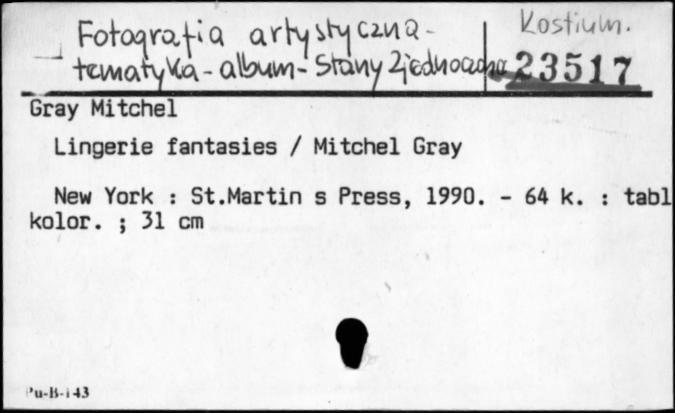 Kostium.
Fotografia artystyczna -
tematyka - album - Stany Zjednoczone 23517
Gray Mitchel
Lingerie fantasies / Mitchel Gray
New York : St.Martin s Press, 1990. - 64 k. : tabl
kolor. ; 31 cm
Pu-B-i 43